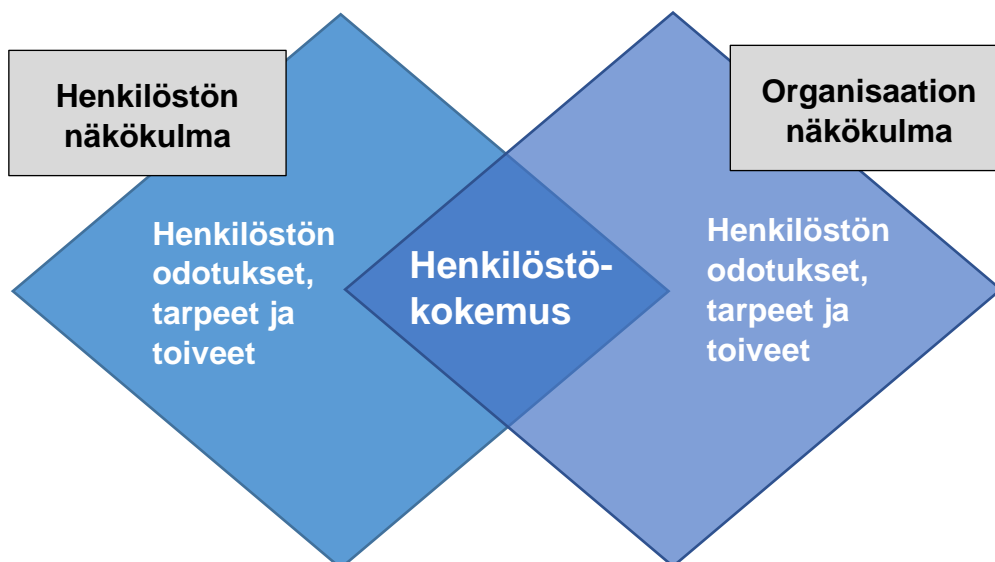 Henkilöstön
näkökulma
Organisaation
näkökulma
Henkilöstön
odotukset,
tarpeet ja
toiveet
Henkilöstö-
kokemus
Henkilöstön
odotukset,
tarpeet ja
toiveet